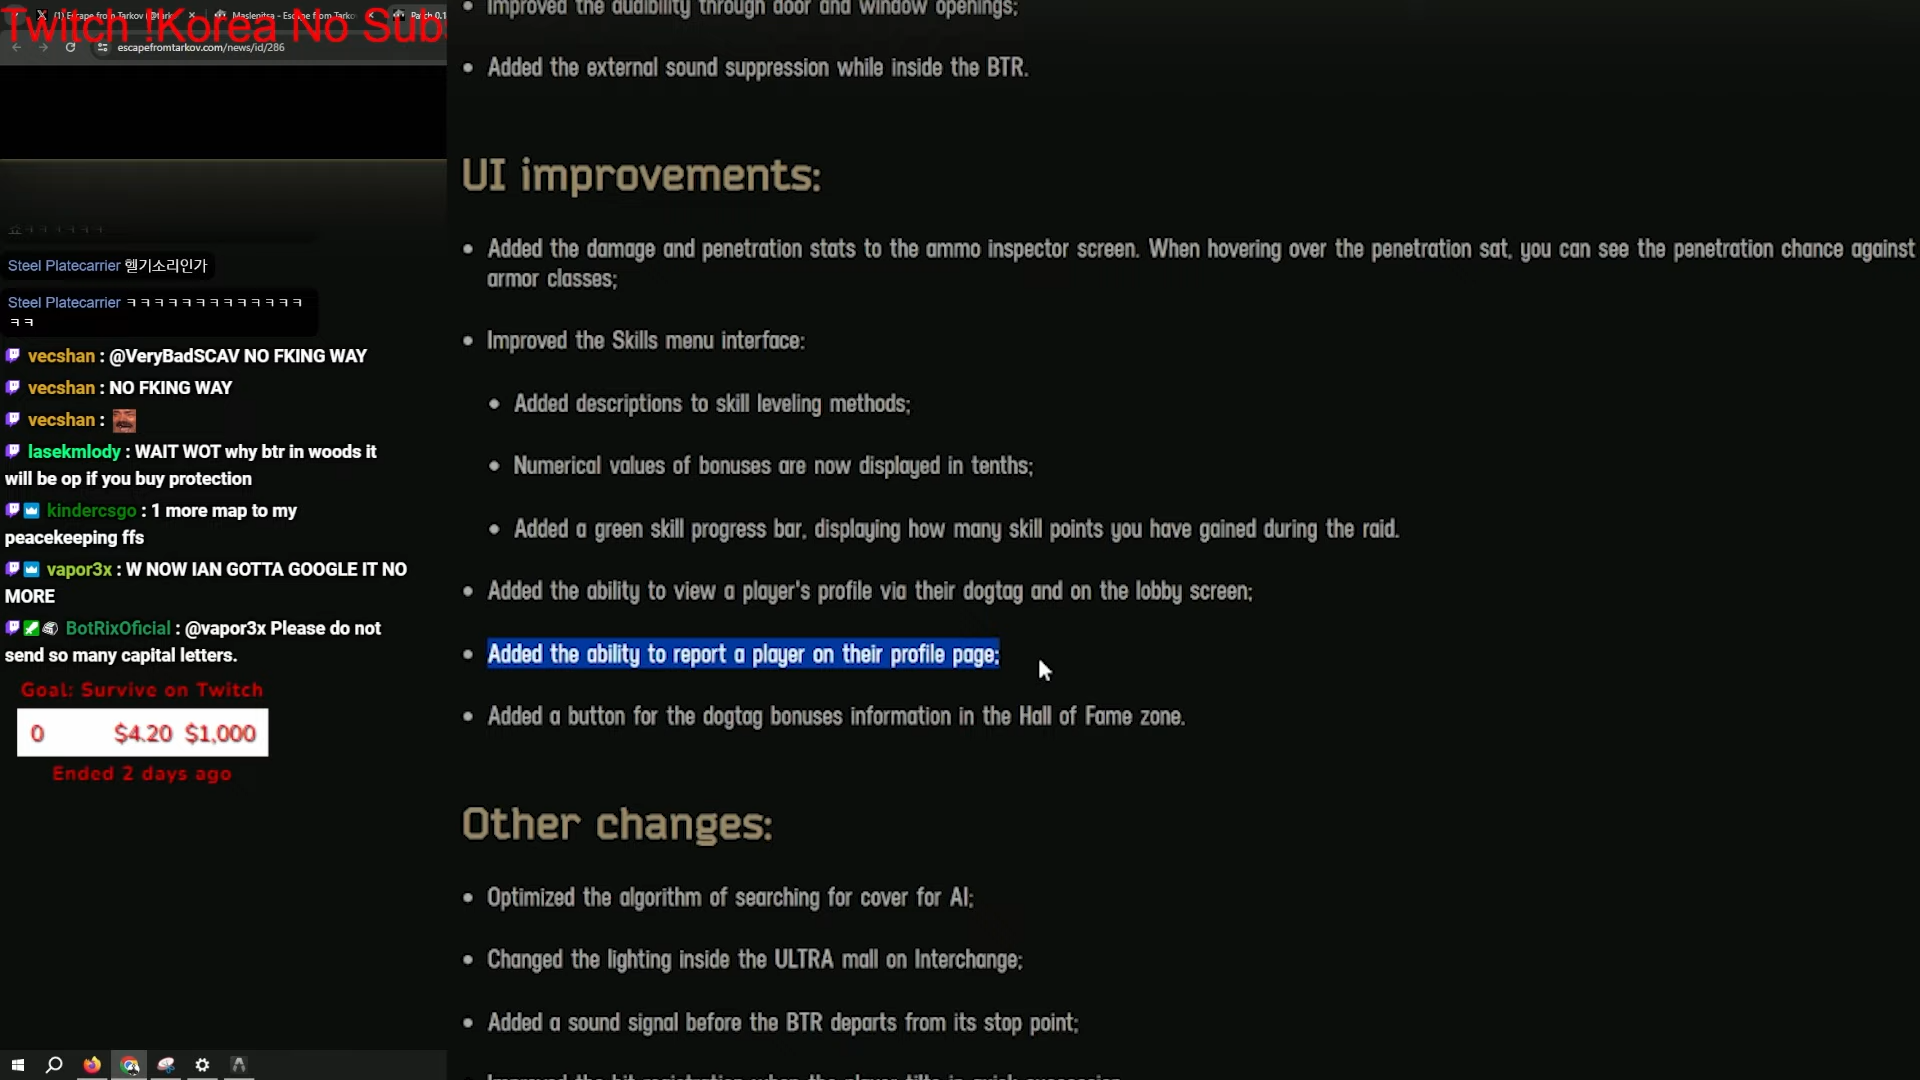 (1) Escape from Tarkov (@tarko
Maslenitsa - Escape from Tarko
Patch 0.1
Twitch !Korea No Sub
escapefromtarkov.com/news/id/286
Steel Platecarrier 헬기소리인가
Steel Platecarrier ㅋㅋㅋㅋㅋㅋㅋㅋㅋㅋㅋㅋㅋ
ㅋㅋ
vecshan : @VeryBadSCAV NO FKING WAY
vecshan : NO FKING WAY
vecshan :
lasekmlody : WAIT WOT why btr in woods it
will be op if you buy protection
kindercsgo : 1 more map to my
peacekeeping ffs
vapor3x : W NOW IAN GOTTA GOOGLE IT NO
MORE
BotRixOficial : @vapor3x Please do not
send so many capital letters.
Goal: Survive on Twitch
0 $4.20 $1,000
Ended 2 days ago
Improved the audibility through door and window openings;
Added the external sound suppression while inside the BTR.
UI improvements:
Added the damage and penetration stats to the ammo inspector screen. When hovering over the penetration sat, you can see the penetration chance against
armor classes;
Improved the Skills menu interface:
Added descriptions to skill leveling methods;
Numerical values of bonuses are now displayed in tenths;
Added a green skill progress bar, displaying how many skill points you have gained during the raid.
Added the ability to view a player's profile via their dogtag and on the lobby screen;
Added the ability to report a player on their profile page;
Added a button for the dogtag bonuses information in the Hall of Fame zone.
Other changes:
Optimized the algorithm of searching for cover for AI;
Changed the lighting inside the ULTRA mall on Interchange;
Added a sound signal before the BTR departs from its stop point;